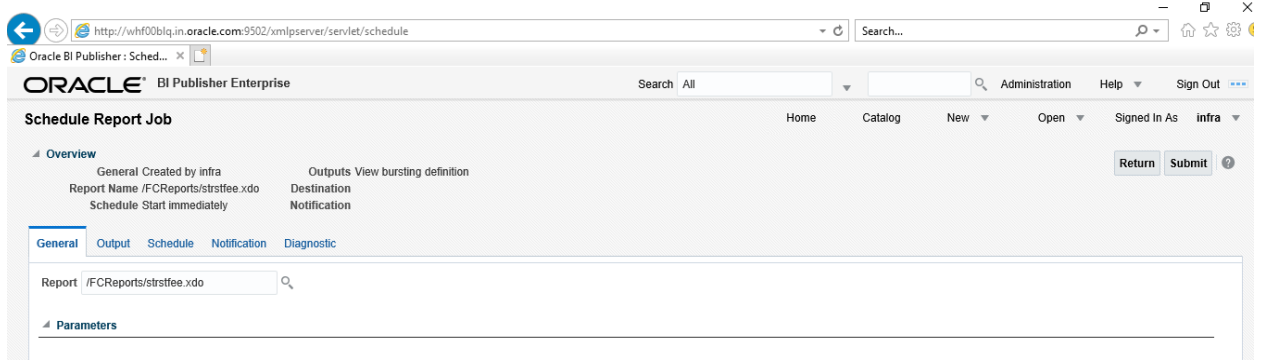 http://whf00blq.in.oracle.com:9502/xmlpserver/servlet/schedule Search...
Oracle BI Publisher : Sched...
ORACLE BI Publisher Enterprise Search All Administration Help Sign Out
Schedule Report Job Home Catalog New Open Signed In As infra
Overview
Return Submit
General Created by infra Outputs View bursting definition
Report Name /FCReports/strstfee.xdo Destination
Schedule Start immediately Notification
General Output Schedule Notification Diagnostic
Report /FCReports/strstfee.xdo
Parameters